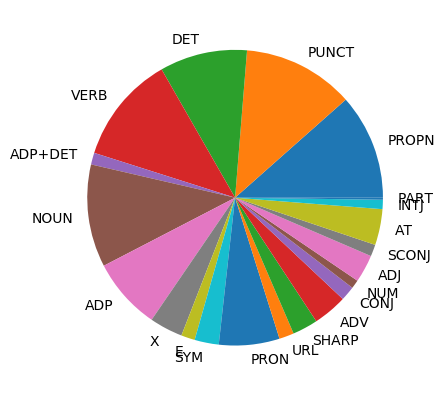 DET
PUNCT
VERB
PROPN
ADP+DET
PART
INTJ
NOUN
AT
SCONJ
ADJ
ADP
NUM
CONJ
X
ADV
E
SHARP
SYM
URL
PRON